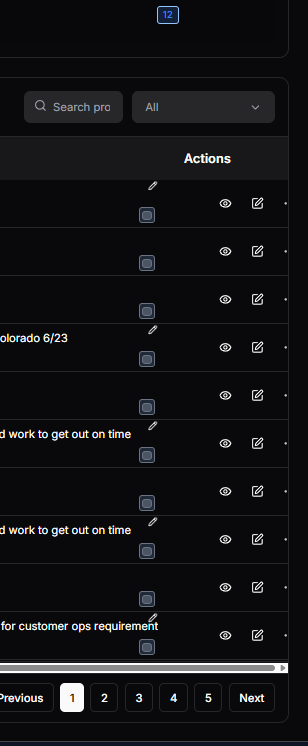 12
Search pro
All
Actions
olorado 6/23
d work to get out on time
d work to get out on time
for customer ops requirement
Previous 1 2 3 4 5 Next